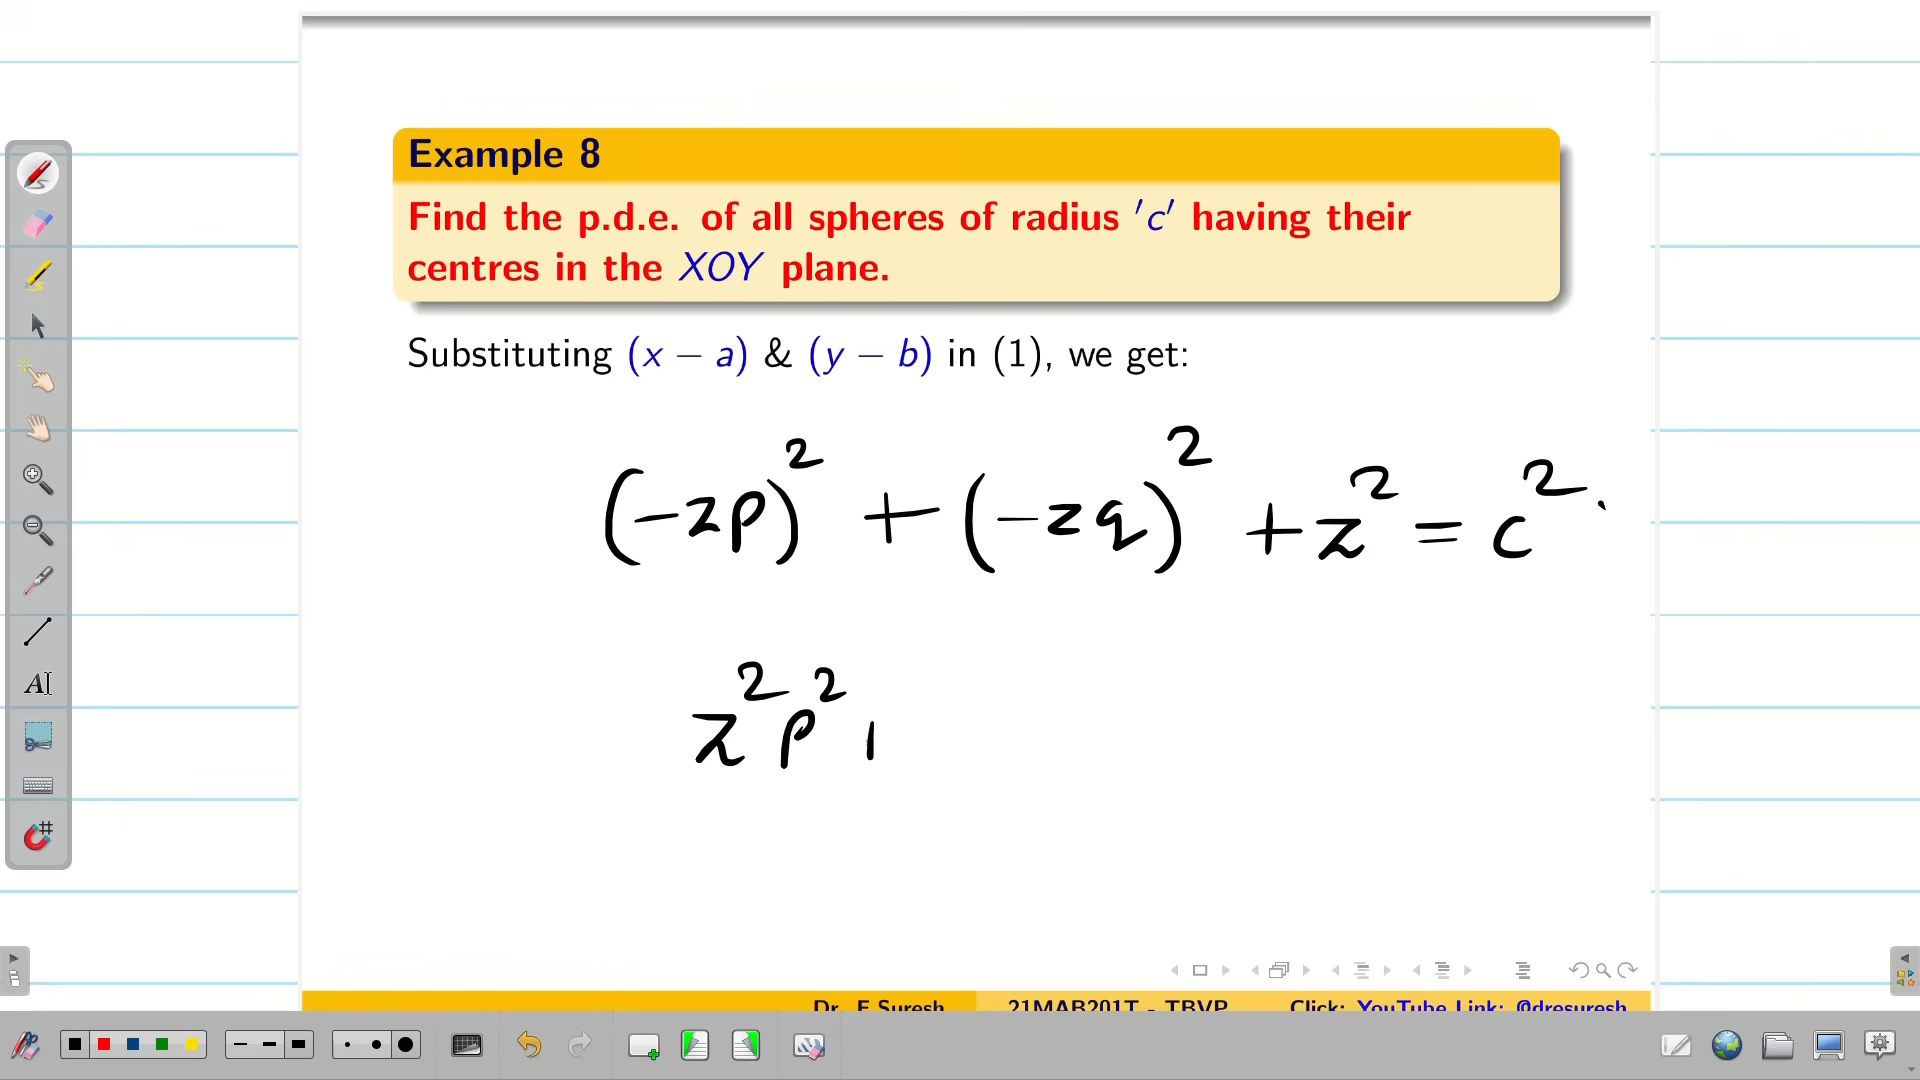 Example 8
Find the p.d.e. of all spheres of radius 'c' having their
centres in the XOY plane.
Substituting (x − a) & (y − b) in (1), we get:
(−zp)² + (−zq)² + z² = c².
z²p² ı
Dr. E Suresh 21MAB201T - TBVP Click: YouTube Link: @dresuresh